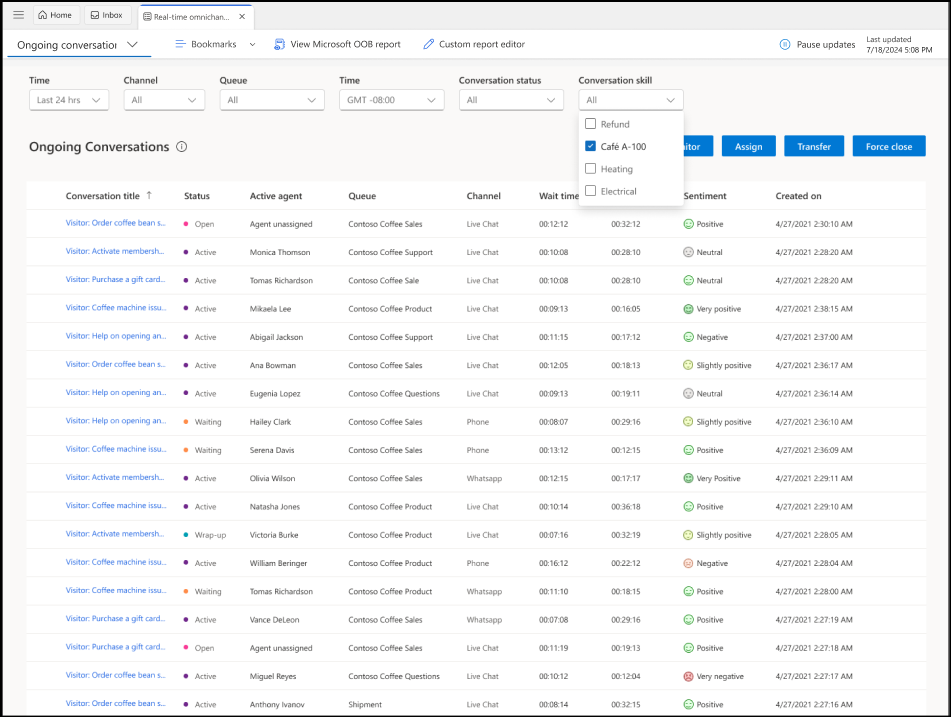 Home Inbox Real-time omnichan...
Ongoing conversation Bookmarks View Microsoft OOB report Custom report editor Pause updates Last updated
7/18/2024 5:08 PM
Time Channel Queue Time Conversation status Conversation skill
Last 24 hrs All All GMT -08:00 All All
Refund
Ongoing Conversations Café A-100 Assign Transfer Force close
Heating
Electrical
Conversation title ↑ Status Active agent Queue Channel Wait time Sentiment Created on
Visitor: Order coffee bean s... Open Agent unassigned Contoso Coffee Sales Live Chat 00:12:12 00:32:12 Positive 4/27/2021 2:30:10 AM
Visitor: Activate membersh... Active Monica Thomson Contoso Coffee Support Live Chat 00:10:08 00:28:10 Neutral 4/27/2021 2:28:20 AM
Visitor: Purchase a gift card... Active Tomas Richardson Contoso Coffee Sale Live Chat 00:10:08 00:28:10 Neutral 4/27/2021 2:28:20 AM
Visitor: Coffee machine issu... Active Mikaela Lee Contoso Coffee Product Live Chat 00:09:13 00:16:05 Very positive 4/27/2021 2:38:15 AM
Visitor: Help on opening an... Active Abigail Jackson Contoso Coffee Support Live Chat 00:11:15 00:17:12 Negative 4/27/2021 2:37:00 AM
Visitor: Order coffee bean s... Active Ana Bowman Contoso Coffee Sales Live Chat 00:12:05 00:18:13 Slightly positive 4/27/2021 2:36:17 AM
Visitor: Help on opening an... Active Eugenia Lopez Contoso Coffee Questions Live Chat 00:09:13 00:19:11 Neutral 4/27/2021 2:36:14 AM
Visitor: Help on opening an... Waiting Hailey Clark Contoso Coffee Sales Phone 00:08:07 00:29:16 Slightly positive 4/27/2021 2:36:10 AM
Visitor: Coffee machine issu... Waiting Serena Davis Contoso Coffee Sales Phone 00:13:12 00:12:15 Positive 4/27/2021 2:36:09 AM
Visitor: Activate membersh... Active Olivia Wilson Contoso Coffee Sales Whatsapp 00:12:15 00:17:17 Very Positive 4/27/2021 2:29:11 AM
Visitor: Coffee machine issu... Active Natasha Jones Contoso Coffee Product Live Chat 00:10:14 00:36:18 Positive 4/27/2021 2:29:10 AM
Visitor: Activate membersh... Wrap-up Victoria Burke Contoso Coffee Product Live Chat 00:07:16 00:32:19 Slightly positive 4/27/2021 2:28:05 AM
Visitor: Coffee machine issu... Active William Beringer Contoso Coffee Product Phone 00:16:12 00:22:12 Negative 4/27/2021 2:28:04 AM
Visitor: Coffee machine issu... Waiting Tomas Richardson Contoso Coffee Product Whatsapp 00:11:10 00:18:15 Positive 4/27/2021 2:28:00 AM
Visitor: Purchase a gift card... Active Vance DeLeon Contoso Coffee Sales Whatsapp 00:07:08 00:29:16 Positive 4/27/2021 2:27:19 AM
Visitor: Purchase a gift card... Open Agent unassigned Contoso Coffee Sales Live Chat 00:11:19 00:19:13 Positive 4/27/2021 2:27:18 AM
Visitor: Order coffee bean s... Active Miguel Reyes Contoso Coffee Questions Live Chat 00:10:12 00:12:04 Very negative 4/27/2021 2:27:17 AM
Visitor: Order coffee bean s... Active Anthony Ivanov Shipment Live Chat 00:08:14 00:32:15 Positive 4/27/2021 2:27:16 AM